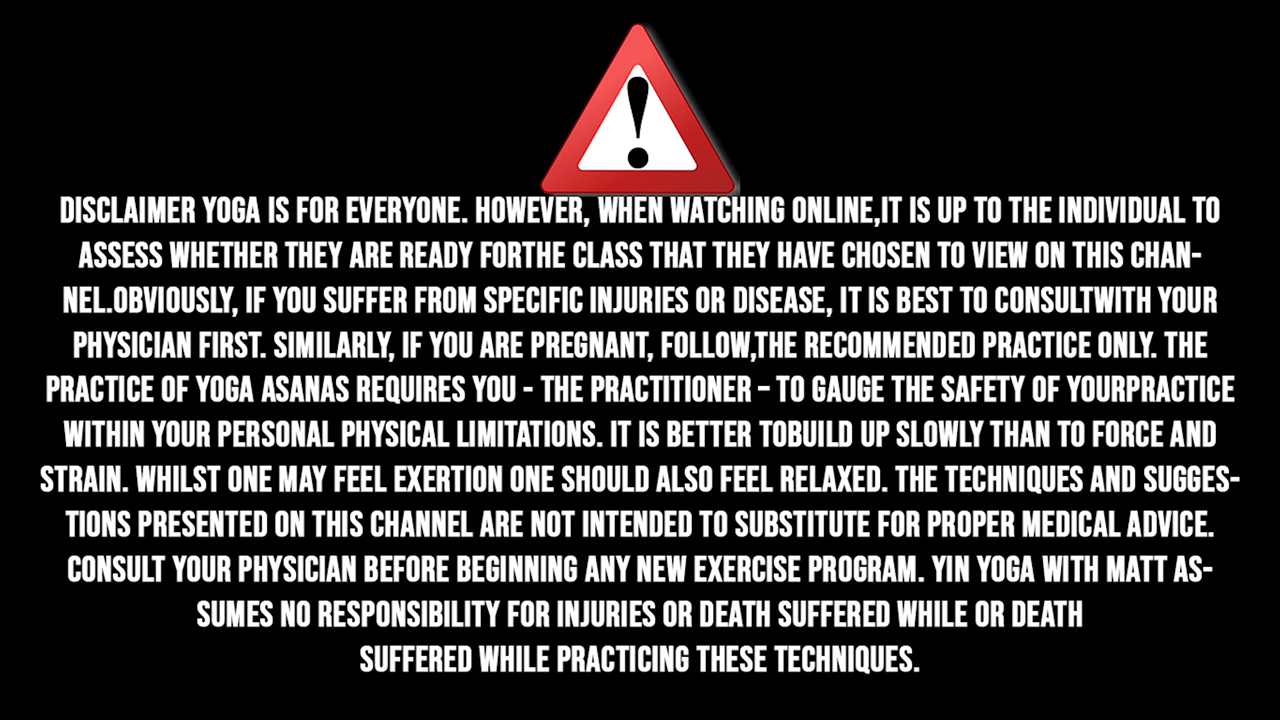 DISCLAIMER YOGA IS FOR EVERYONE. HOWEVER, WHEN WATCHING ONLINE,IT IS UP TO THE INDIVIDUAL TO
ASSESS WHETHER THEY ARE READY FORTHE CLASS THAT THEY HAVE CHOSEN TO VIEW ON THIS CHAN-
NEL.OBVIOUSLY, IF YOU SUFFER FROM SPECIFIC INJURIES OR DISEASE, IT IS BEST TO CONSULTWITH YOUR
PHYSICIAN FIRST. SIMILARLY, IF YOU ARE PREGNANT, FOLLOW,THE RECOMMENDED PRACTICE ONLY. THE
PRACTICE OF YOGA ASANAS REQUIRES YOU - THE PRACTITIONER – TO GAUGE THE SAFETY OF YOURPRACTICE
WITHIN YOUR PERSONAL PHYSICAL LIMITATIONS. IT IS BETTER TOBUILD UP SLOWLY THAN TO FORCE AND
STRAIN. WHILST ONE MAY FEEL EXERTION ONE SHOULD ALSO FEEL RELAXED. THE TECHNIQUES AND SUGGES-
TIONS PRESENTED ON THIS CHANNEL ARE NOT INTENDED TO SUBSTITUTE FOR PROPER MEDICAL ADVICE.
CONSULT YOUR PHYSICIAN BEFORE BEGINNING ANY NEW EXERCISE PROGRAM. YIN YOGA WITH MATT AS-
SUMES NO RESPONSIBILITY FOR INJURIES OR DEATH SUFFERED WHILE OR DEATH
SUFFERED WHILE PRACTICING THESE TECHNIQUES.